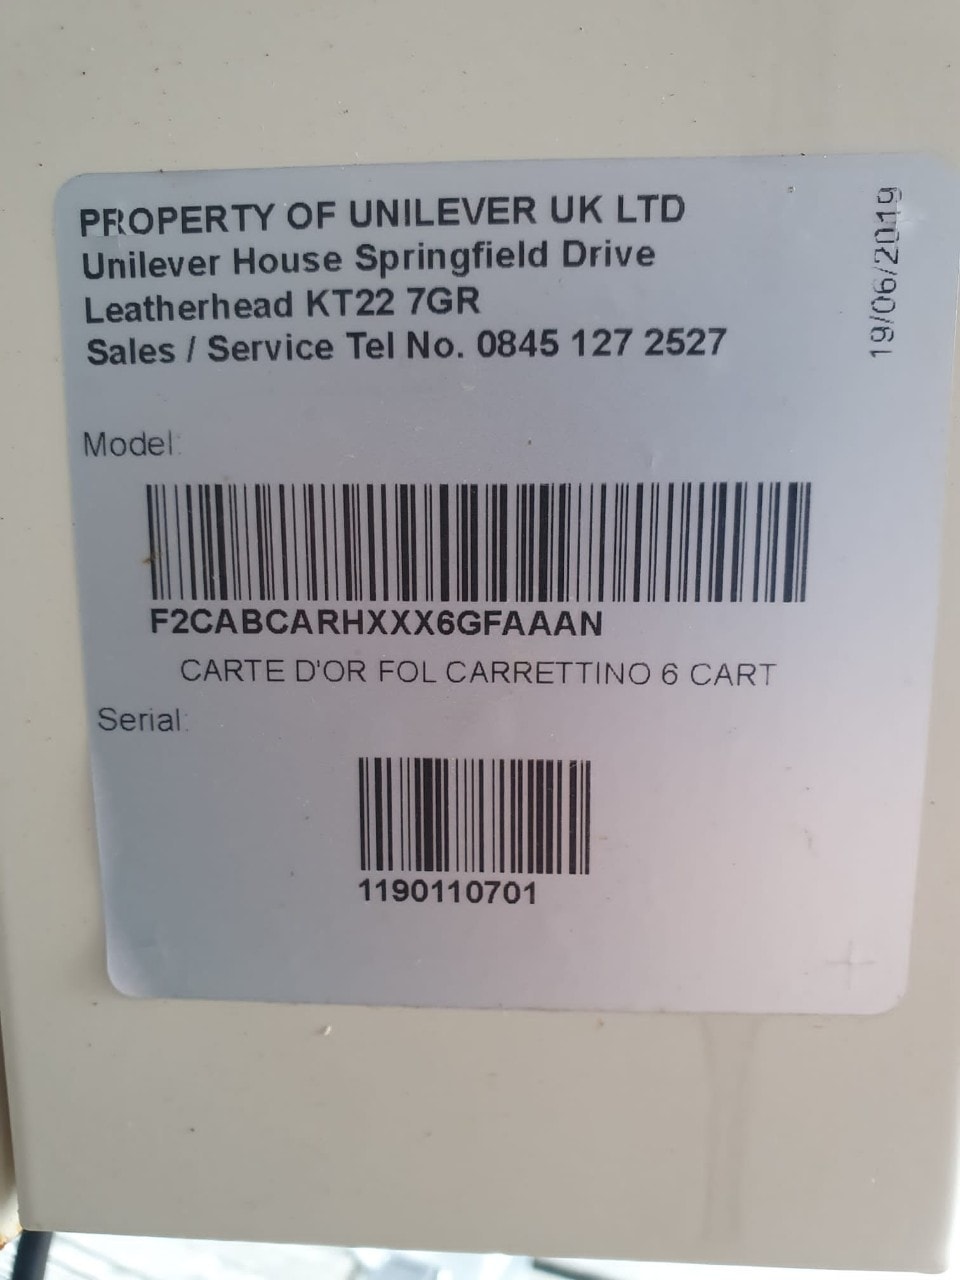 PROPERTY OF UNILEVER UK LTD
Unilever House Springfield Drive
Leatherhead KT22 7GR
Sales / Service Tel No. 0845 127 2527
19/06/2019
Model:
F2CABCARHXXX6GFAAAN
CARTE D'OR FOL CARRETTINO 6 CART
Serial:
1190110701